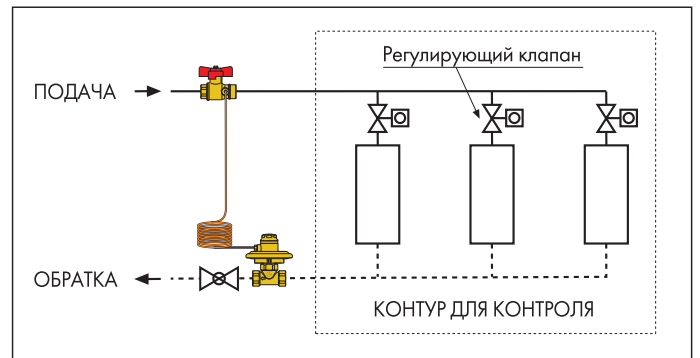 Регулирующий клапан
ПОДАЧА
ОБРАТКА
КОНТУР ДЛЯ КОНТРОЛЯ